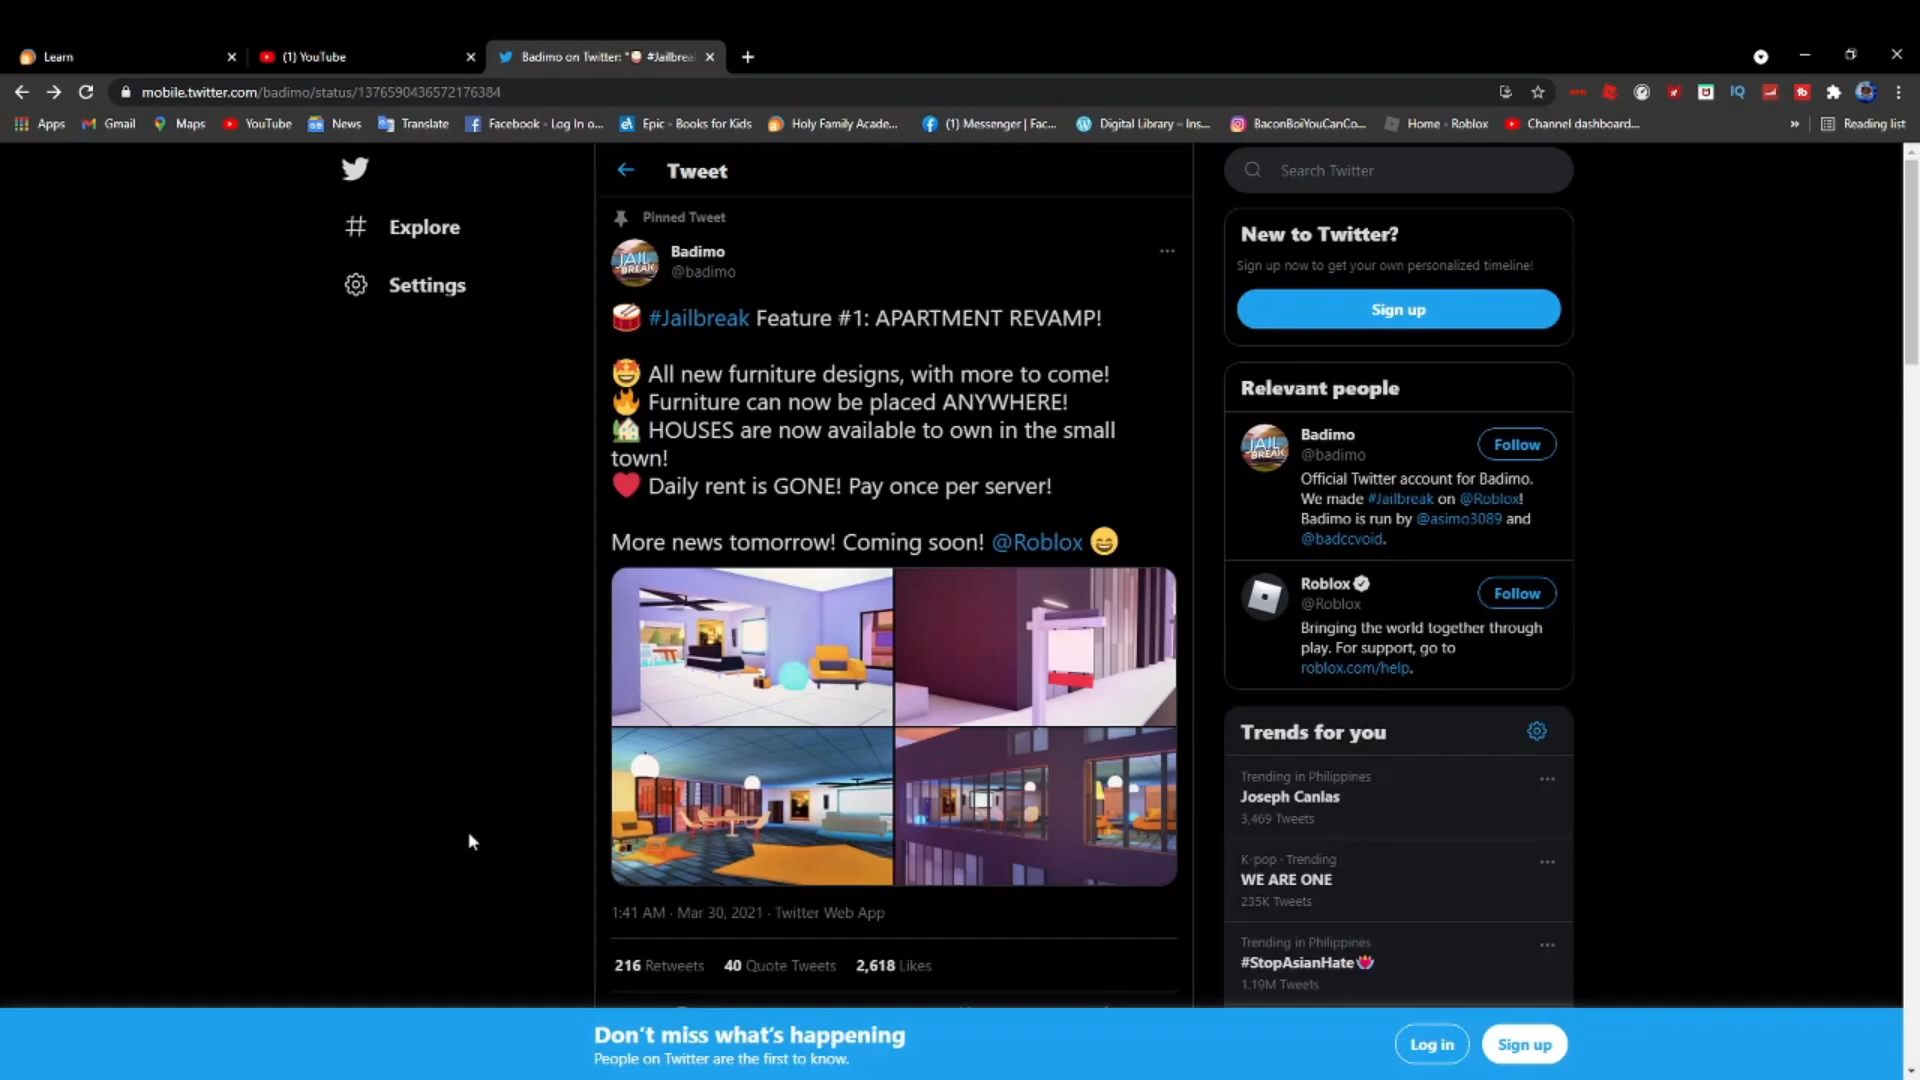 Learn
(1) YouTube
Badimo on Twitter: "🥁 #Jailbrea
mobile.twitter.com/badimo/status/1376590436572176384
Apps
Gmail
Maps
YouTube
News
Translate
Facebook - Log In o...
Epic - Books for Kids
Holy Family Acade...
(1) Messenger | Fac...
Digital Library – Ins...
BaconBoiYouCanCo...
Home - Roblox
Channel dashboard...
»
Reading list
Explore
Settings
Tweet
Pinned Tweet
Badimo
@badimo
🥁 #Jailbreak Feature #1: APARTMENT REVAMP!
🤩 All new furniture designs, with more to come!
🔥 Furniture can now be placed ANYWHERE!
🏡 HOUSES are now available to own in the small
town!
❤️ Daily rent is GONE! Pay once per server!
More news tomorrow! Coming soon! @Roblox 😄
JAIL
BREAK
1:41 AM · Mar 30, 2021 · Twitter Web App
216 Retweets 40 Quote Tweets 2,618 Likes
Search Twitter
New to Twitter?
Sign up now to get your own personalized timeline!
Sign up
Relevant people
JAIL
BREAK
Badimo
@badimo
Follow
Official Twitter account for Badimo.
We made #Jailbreak on @Roblox!
Badimo is run by @asimo3089 and
@badccvoid.
Roblox
@Roblox
Follow
Bringing the world together through
play. For support, go to
roblox.com/help.
Trends for you
Trending in Philippines
Joseph Canlas
3,469 Tweets
K-pop · Trending
WE ARE ONE
235K Tweets
Trending in Philippines
#StopAsianHate
1.19M Tweets
Don't miss what's happening
People on Twitter are the first to know.
Log in
Sign up